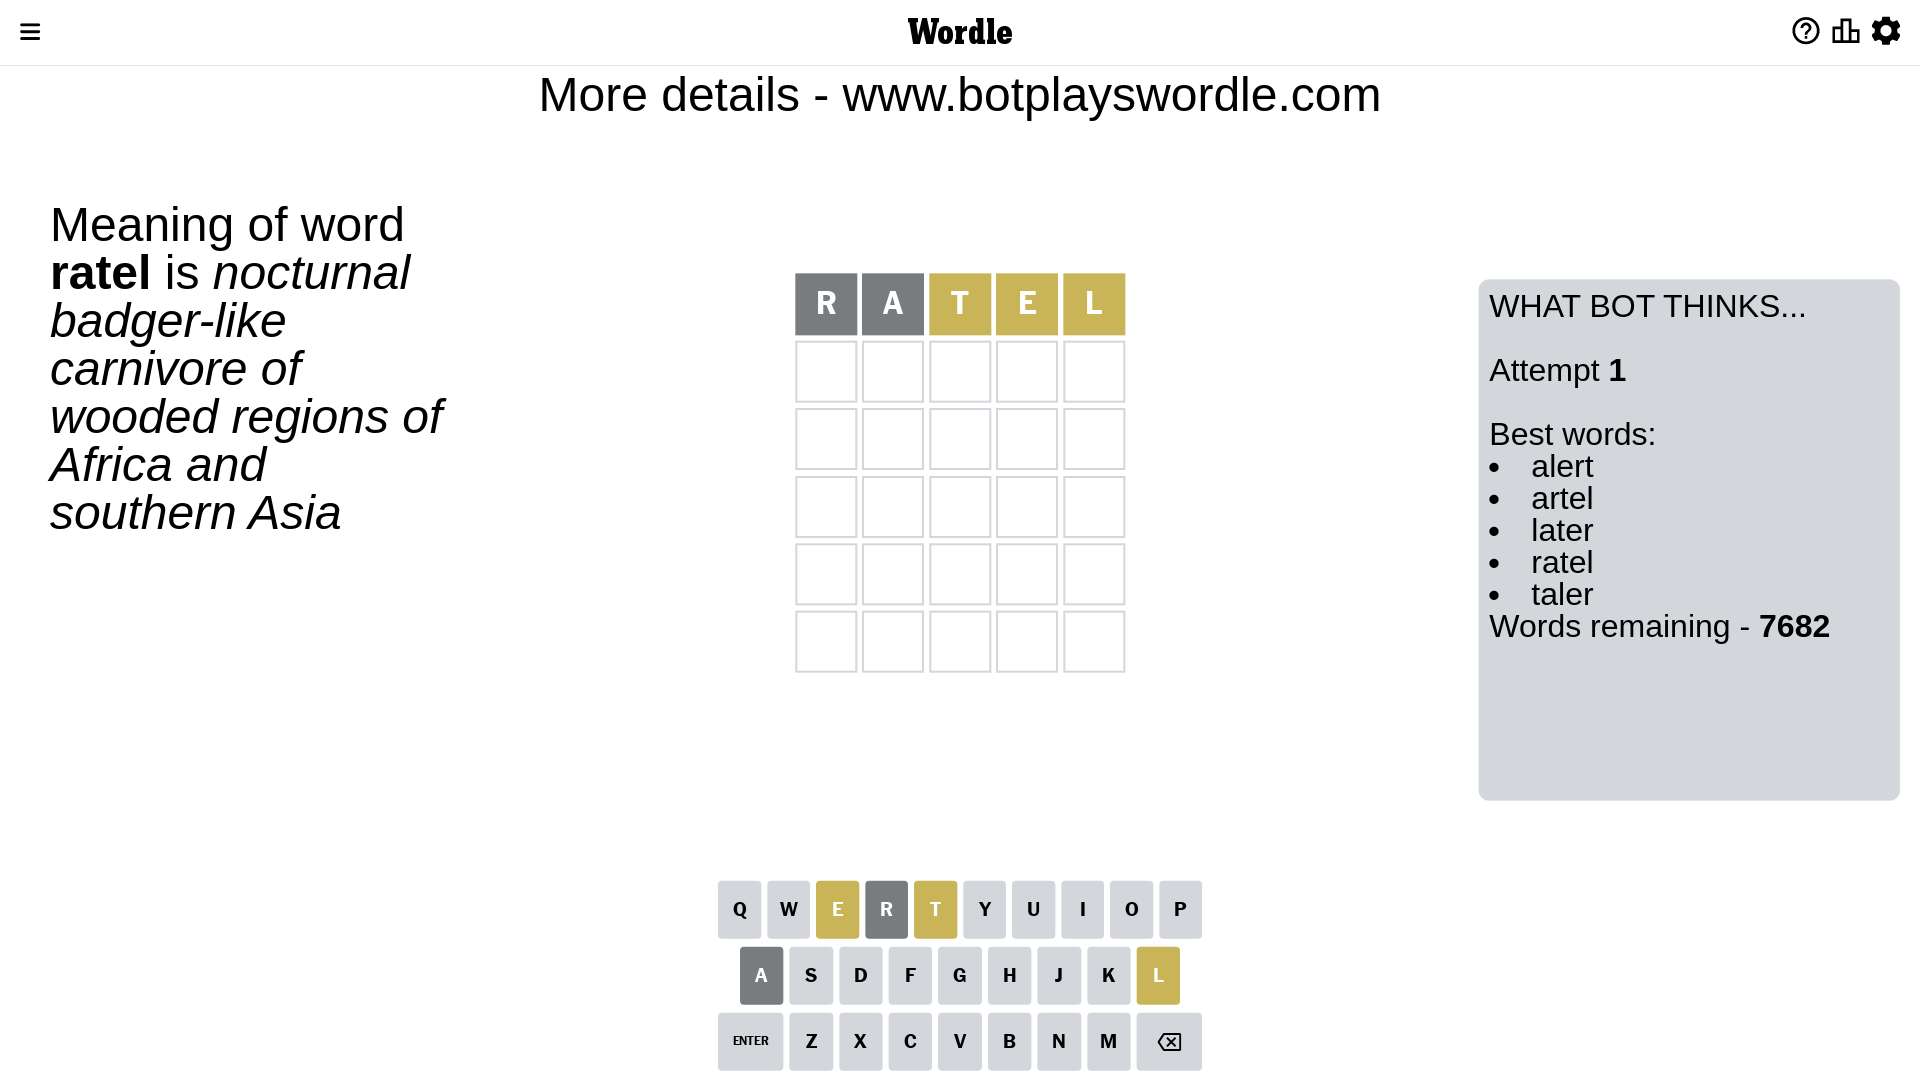 Wordle
More details - www.botplayswordle.com
Meaning of word
ratel is nocturnal
badger-like
carnivore of
wooded regions of
Africa and
southern Asia
R A T E L
WHAT BOT THINKS...
Attempt 1
Best words:
• alert
• artel
• later
• ratel
• taler
Words remaining - 7682
Q W E R T Y U I O P
A S D F G H J K L
ENTER Z X C V B N M